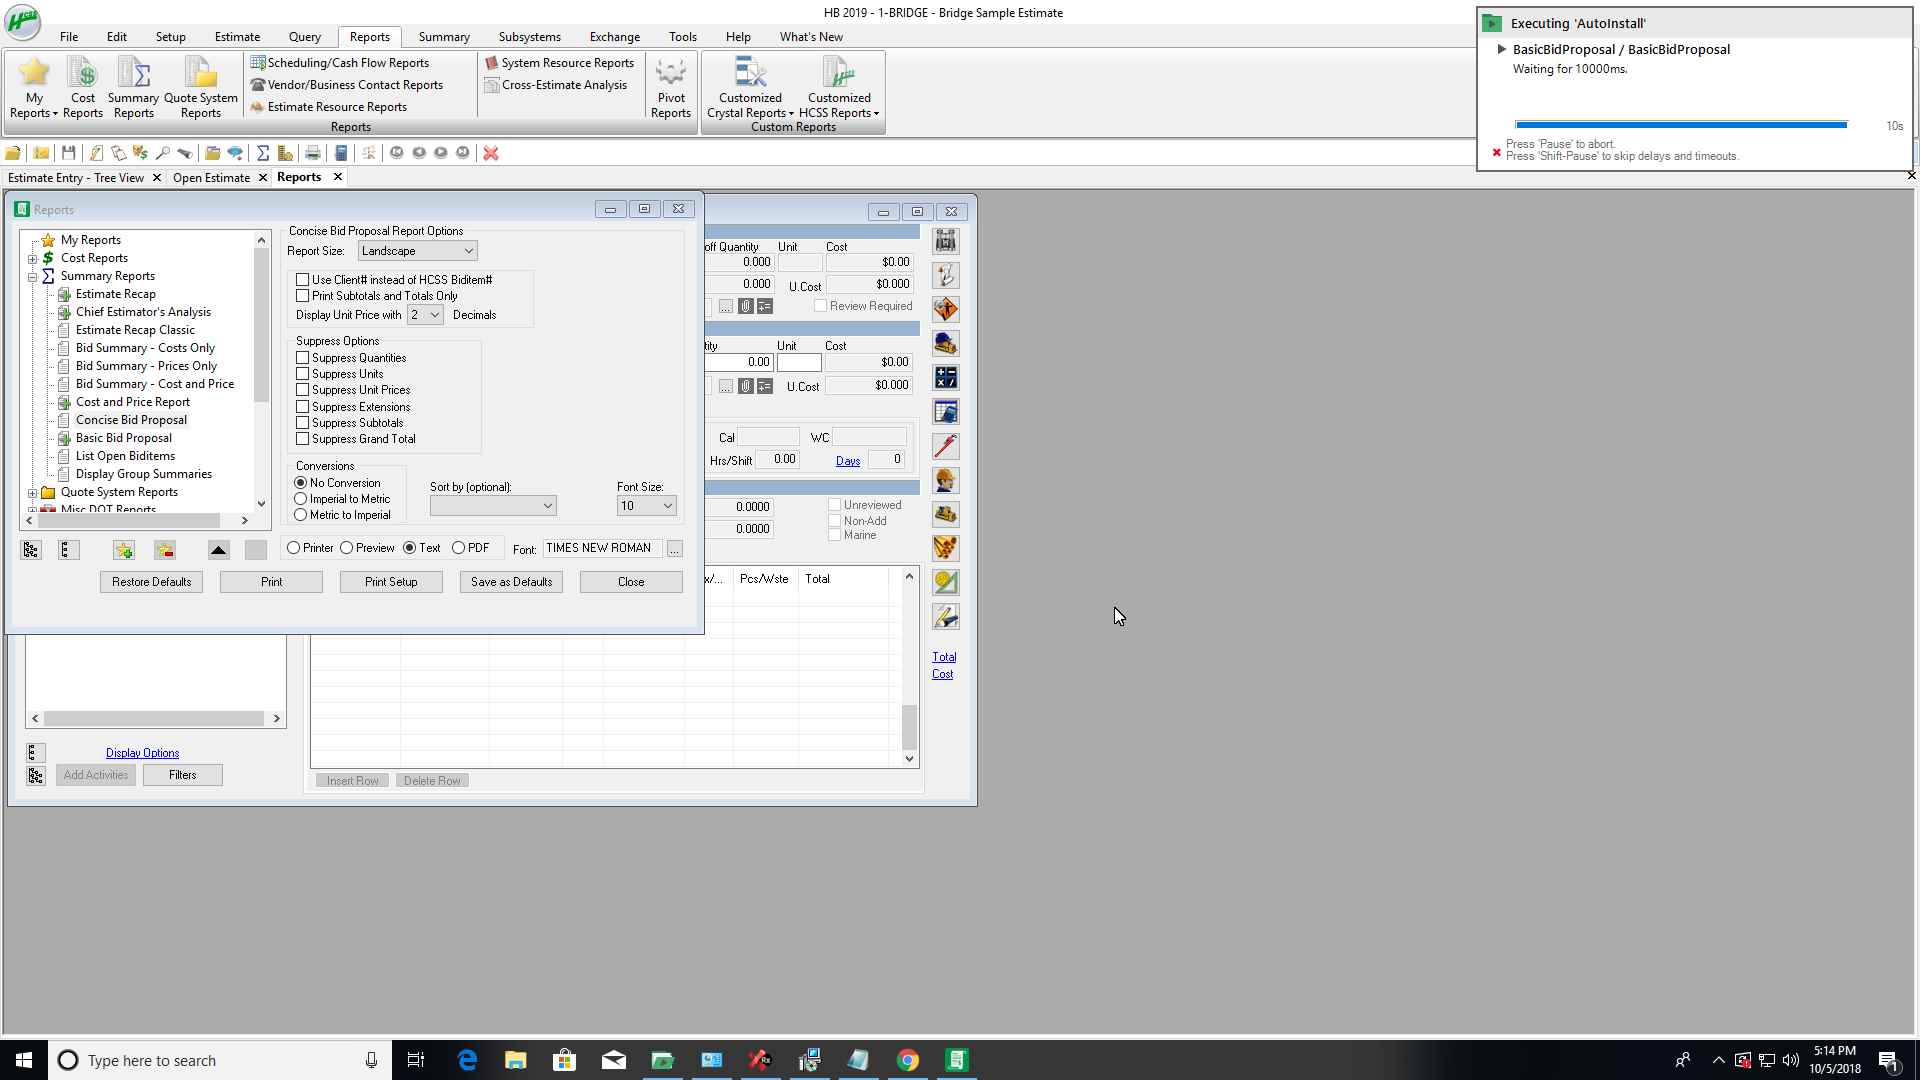 HB 2019 - 1-BRIDGE - Bridge Sample Estimate
HCSS
File Edit Setup Estimate Query Reports Summary Subsystems Exchange Tools Help What's New
My Reports
Cost Reports
Summary Reports
Quote System Reports
Scheduling/Cash Flow Reports
Vendor/Business Contact Reports
Estimate Resource Reports
System Resource Reports
Cross-Estimate Analysis
Pivot Reports
Customized Crystal Reports
Customized HCSS Reports
Reports
Custom Reports
Executing 'AutoInstall'
BasicBidProposal / BasicBidProposal
Waiting for 10000ms.
10s
Press 'Pause' to abort.
Press 'Shift-Pause' to skip delays and timeouts.
Estimate Entry - Tree View Open Estimate Reports
Reports
My Reports
Cost Reports
Summary Reports
Estimate Recap
Chief Estimator's Analysis
Estimate Recap Classic
Bid Summary - Costs Only
Bid Summary - Prices Only
Bid Summary - Cost and Price
Cost and Price Report
Concise Bid Proposal
Basic Bid Proposal
List Open Biditems
Display Group Summaries
Quote System Reports
Misc DOT Reports
Concise Bid Proposal Report Options
Report Size: Landscape
Use Client# instead of HCSS Biditem#
Print Subtotals and Totals Only
Display Unit Price with 2 Decimals
Suppress Options
Suppress Quantities
Suppress Units
Suppress Unit Prices
Suppress Extensions
Suppress Subtotals
Suppress Grand Total
Conversions
No Conversion
Imperial to Metric
Metric to Imperial
Sort by (optional):
Font Size:
10
Printer Preview Text PDF Font: TIMES NEW ROMAN ...
Restore Defaults Print Print Setup Save as Defaults Close
off Quantity Unit Cost
0.000 $0.00
0.000 U.Cost $0.000
... Review Required
tity Unit Cost
0.00 $0.00
... U.Cost $0.000
Cal WC
Hrs/Shift 0.00 Days 0
0.0000 Unreviewed
Non-Add
0.0000 Marine
x/... Pcs/Wste Total
Total
Cost
Display Options
Add Activities Filters
Insert Row Delete Row
Type here to search
5:14 PM
10/5/2018
1